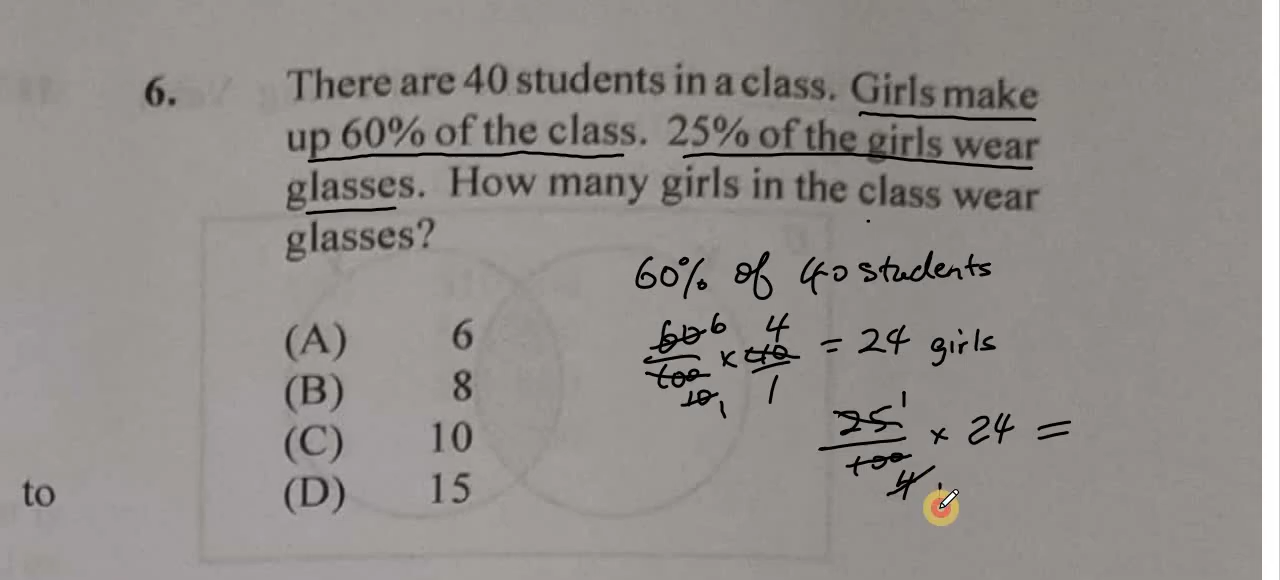 6. There are 40 students in a class. Girls make
up 60% of the class. 25% of the girls wear
glasses. How many girls in the class wear
glasses?
60% of 40 students
(A) 6
(B) 8
(C) 10
(D) 15
60 6 4
100 × 40 = 24 girls
10 1 1
25 1
100 × 24 =
4 1
to